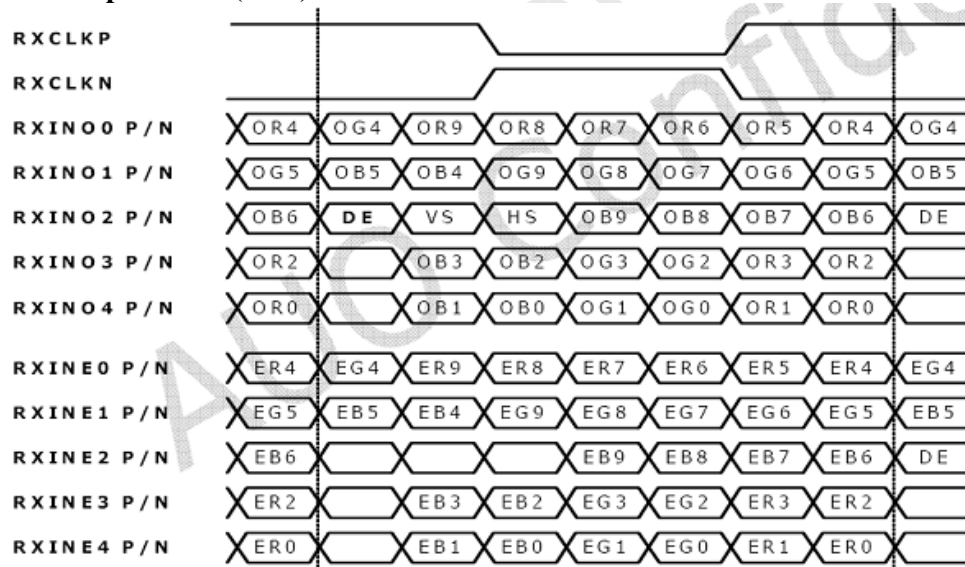 RXCLKP
RXCLKN
RXINO0 P/N OR4 OG4 OR9 OR8 OR7 OR6 OR5 OR4 OG4
RXINO1 P/N OG5 OB5 OB4 OG9 OG8 OG7 OG6 OG5 OB5
RXINO2 P/N OB6 DE VS HS OB9 OB8 OB7 OB6 DE
RXINO3 P/N OR2 OB3 OB2 OG3 OG2 OR3 OR2
RXINO4 P/N OR0 OB1 OB0 OG1 OG0 OR1 OR0
RXINE0 P/N ER4 EG4 ER9 ER8 ER7 ER6 ER5 ER4 EG4
RXINE1 P/N EG5 EB5 EB4 EG9 EG8 EG7 EG6 EG5 EB5
RXINE2 P/N EB6 EB9 EB8 EB7 EB6 DE
RXINE3 P/N ER2 EB3 EB2 EG3 EG2 ER3 ER2
RXINE4 P/N ER0 EB1 EB0 EG1 EG0 ER1 ER0
AUO Confid